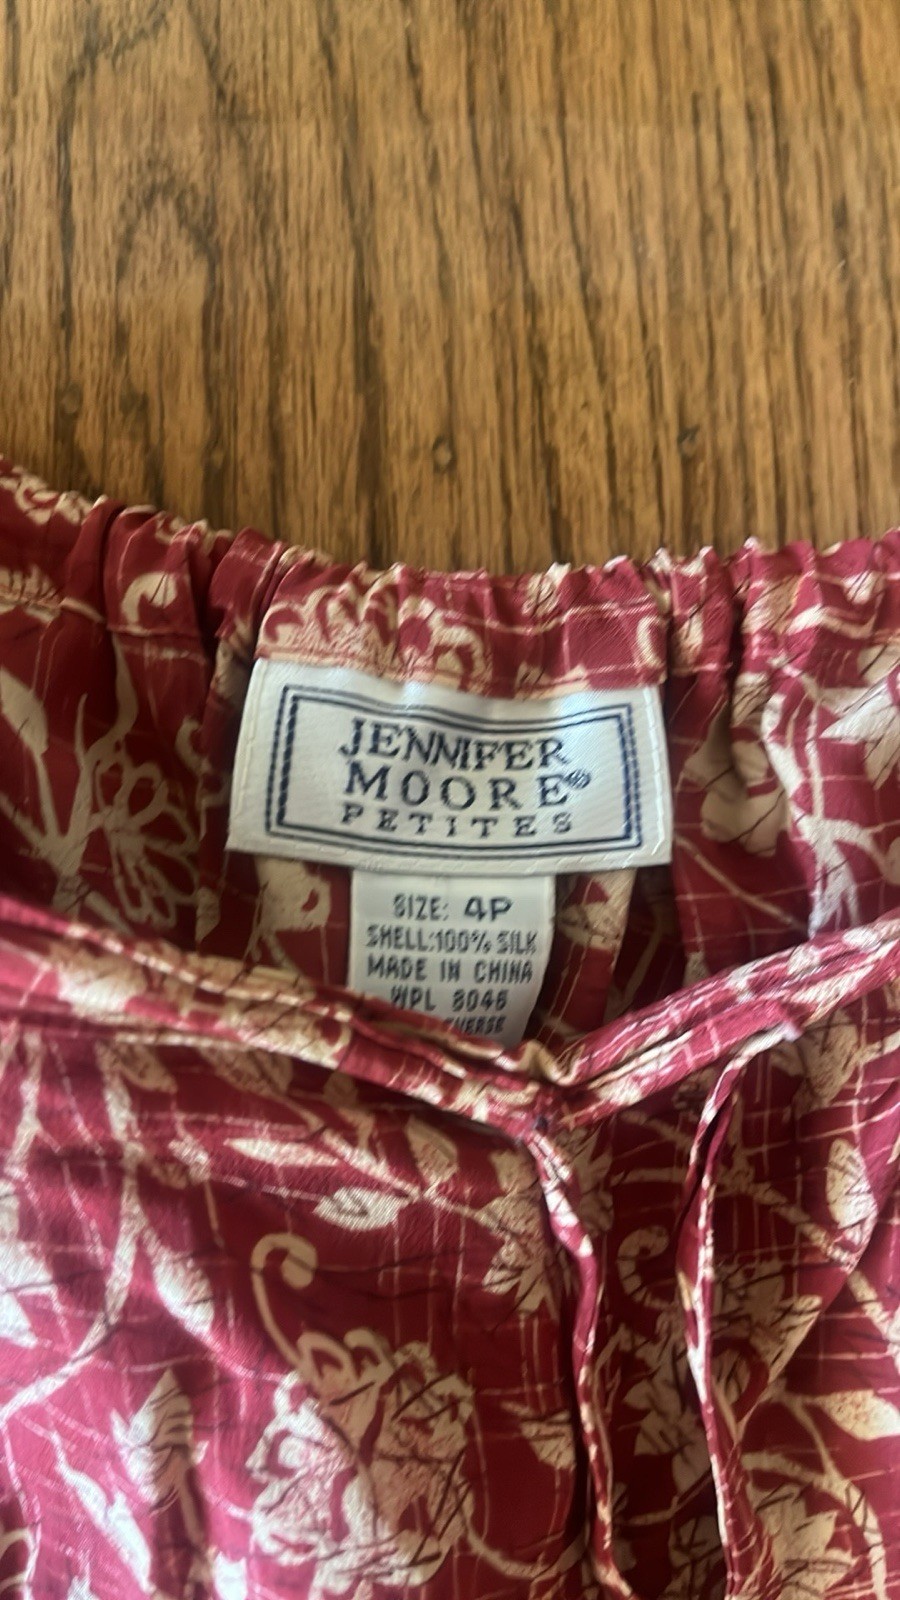 JENNIFER
MOORE®
PETITES
SIZE: 4P
SHELL:100% SILK
MADE IN CHINA
WPL 8046